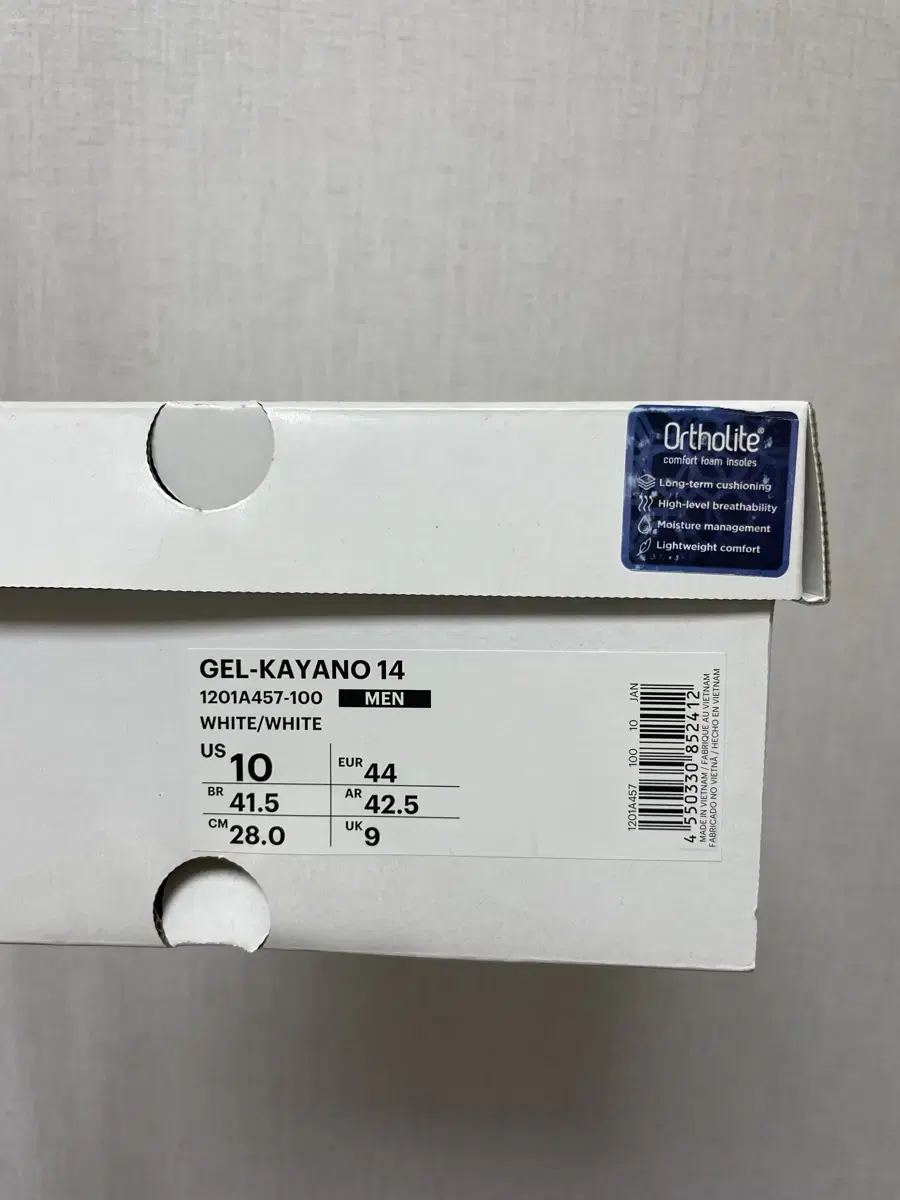 Ortholite®
comfort foam insoles
Long-term cushioning
High-level breathability
Moisture management
Lightweight comfort
GEL-KAYANO 14
1201A457-100 MEN
WHITE/WHITE
US 10 EUR 44
BR 41.5 AR 42.5
CM 28.0 UK 9
1201A457 100 10 JAN
4 550330 852412
MADE IN VIETNAM / FABRIQUE AU VIETNAM
FABRICADO NO VIETNÃ / HECHO EN VIETNAM